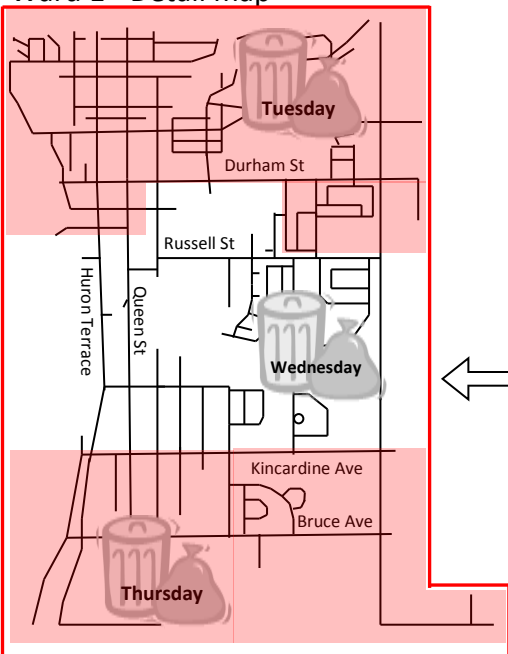 Ward 1 - Detail Map
Tuesday
Durham St
Russell St
Huron Terrace
Queen St
Wednesday
Kincardine Ave
Bruce Ave
Thursday